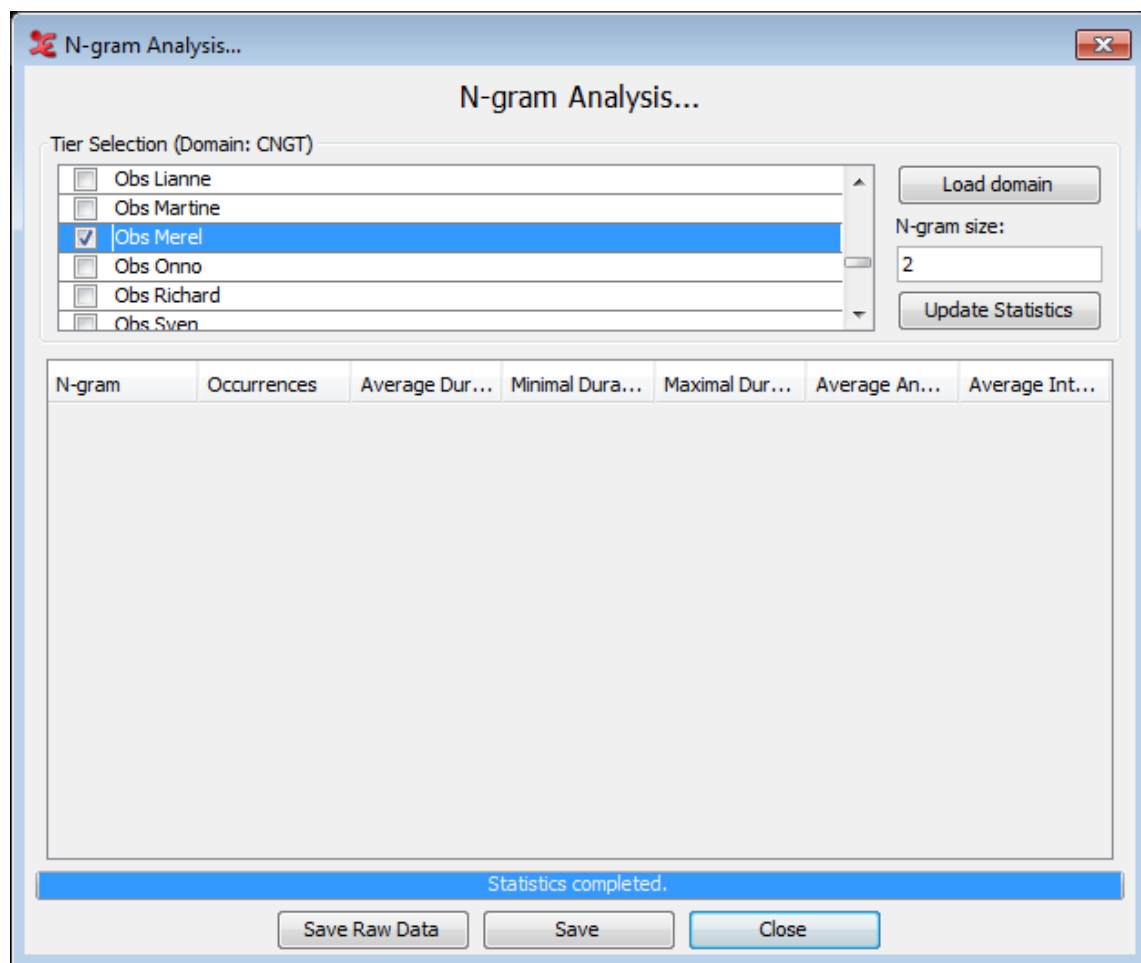 N-gram Analysis...
N-gram Analysis...
Tier Selection (Domain: CNGT)
Obs Lianne
Obs Martine
Obs Merel
Obs Onno
Obs Richard
Obs Sven
Load domain
N-gram size:
2
Update Statistics
N-gram Occurrences Average Dur... Minimal Dura... Maximal Dur... Average An... Average Int...
Statistics completed.
Save Raw Data Save Close